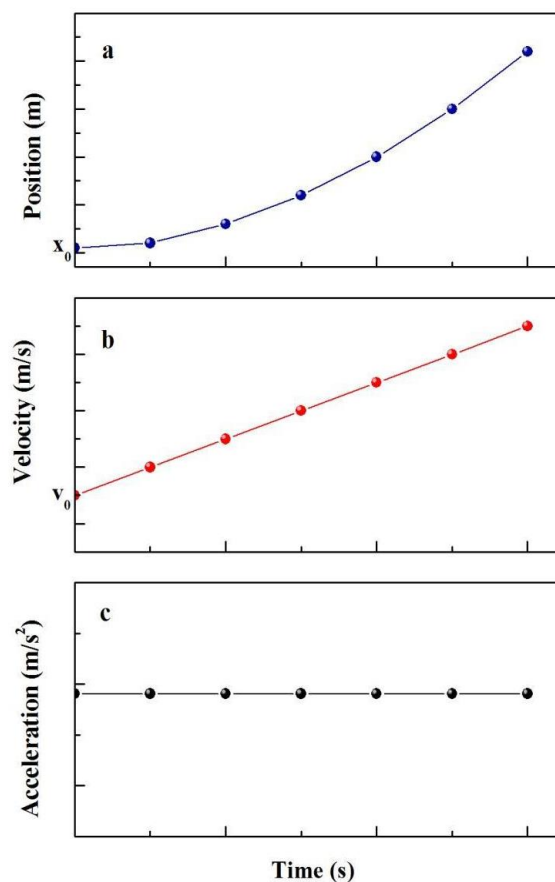 a
Position (m)
x₀
b
Velocity (m/s)
v₀
c
Acceleration (m/s²)
Time (s)